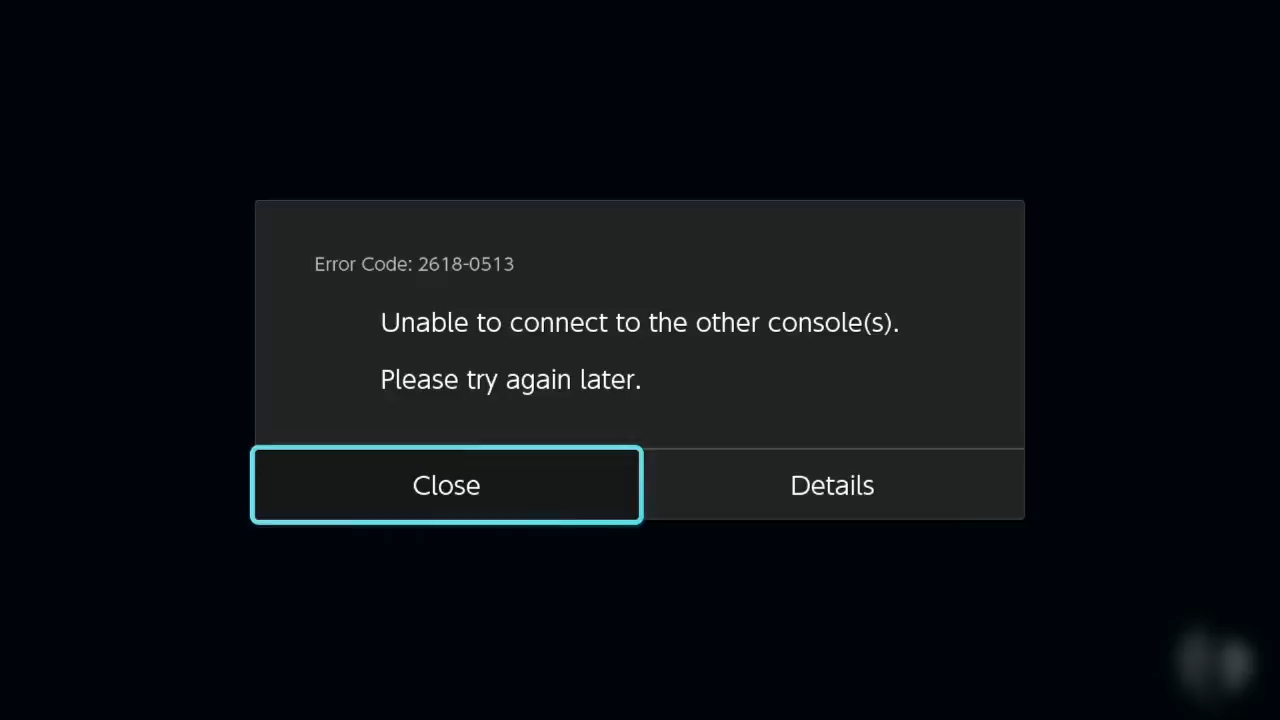 Error Code: 2618-0513
Unable to connect to the other console(s).
Please try again later.
Close
Details